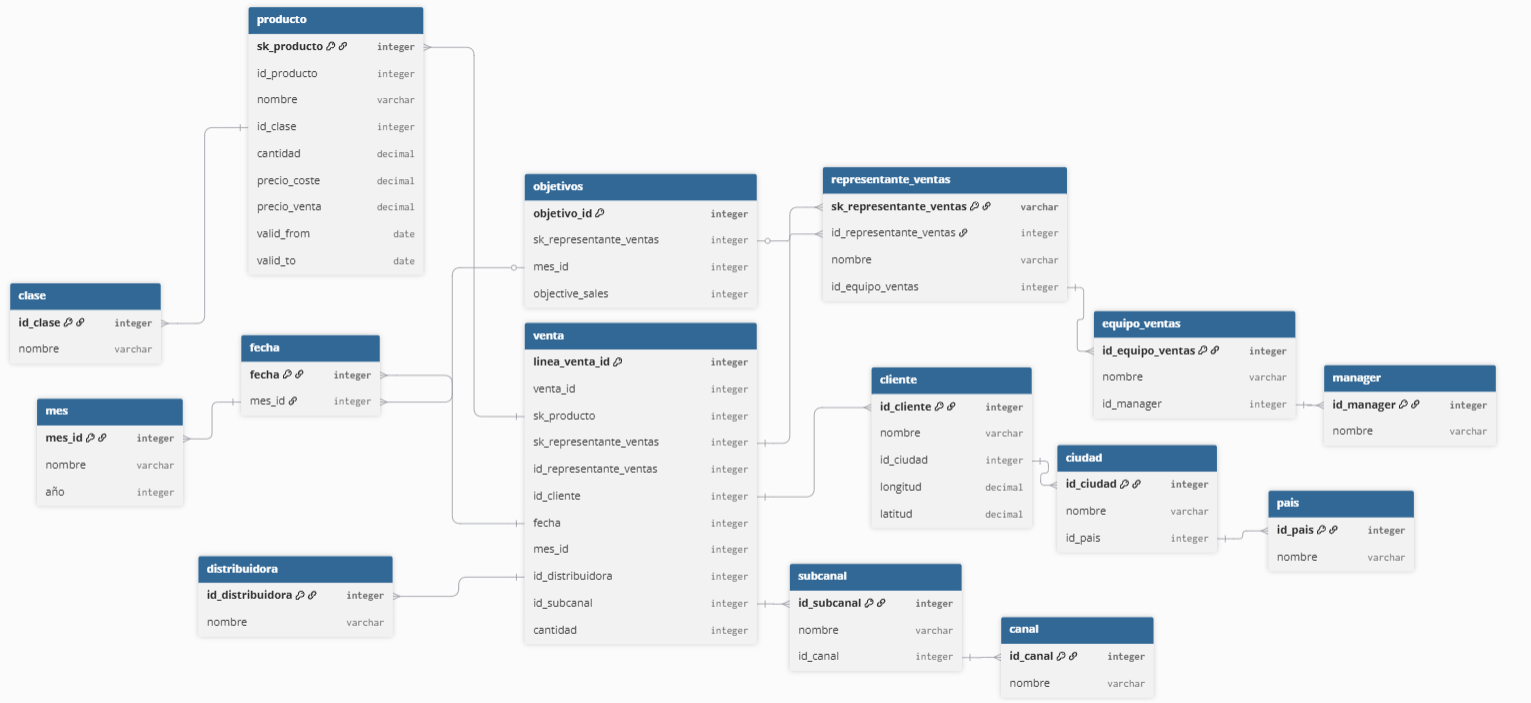 producto
sk_producto integer
id_producto integer
nombre varchar
id_clase integer
cantidad decimal
precio_coste decimal
precio_venta decimal
valid_from date
valid_to date
objetivos
objetivo_id integer
sk_representante_ventas integer
mes_id integer
objective_sales integer
representante_ventas
sk_representante_ventas varchar
id_representante_ventas integer
nombre varchar
id_equipo_ventas integer
clase
id_clase integer
nombre varchar
fecha
fecha integer
mes_id integer
mes
mes_id integer
nombre varchar
año integer
venta
linea_venta_id integer
venta_id integer
sk_producto integer
sk_representante_ventas integer
id_representante_ventas integer
id_cliente integer
fecha integer
mes_id integer
id_distribuidora integer
id_subcanal integer
cantidad integer
equipo_ventas
id_equipo_ventas integer
nombre varchar
id_manager integer
manager
id_manager integer
nombre varchar
cliente
id_cliente integer
nombre varchar
id_ciudad integer
longitud decimal
latitud decimal
ciudad
id_ciudad integer
nombre varchar
id_pais integer
pais
id_pais integer
nombre varchar
distribuidora
id_distribuidora integer
nombre varchar
subcanal
id_subcanal integer
nombre varchar
id_canal integer
canal
id_canal integer
nombre varchar